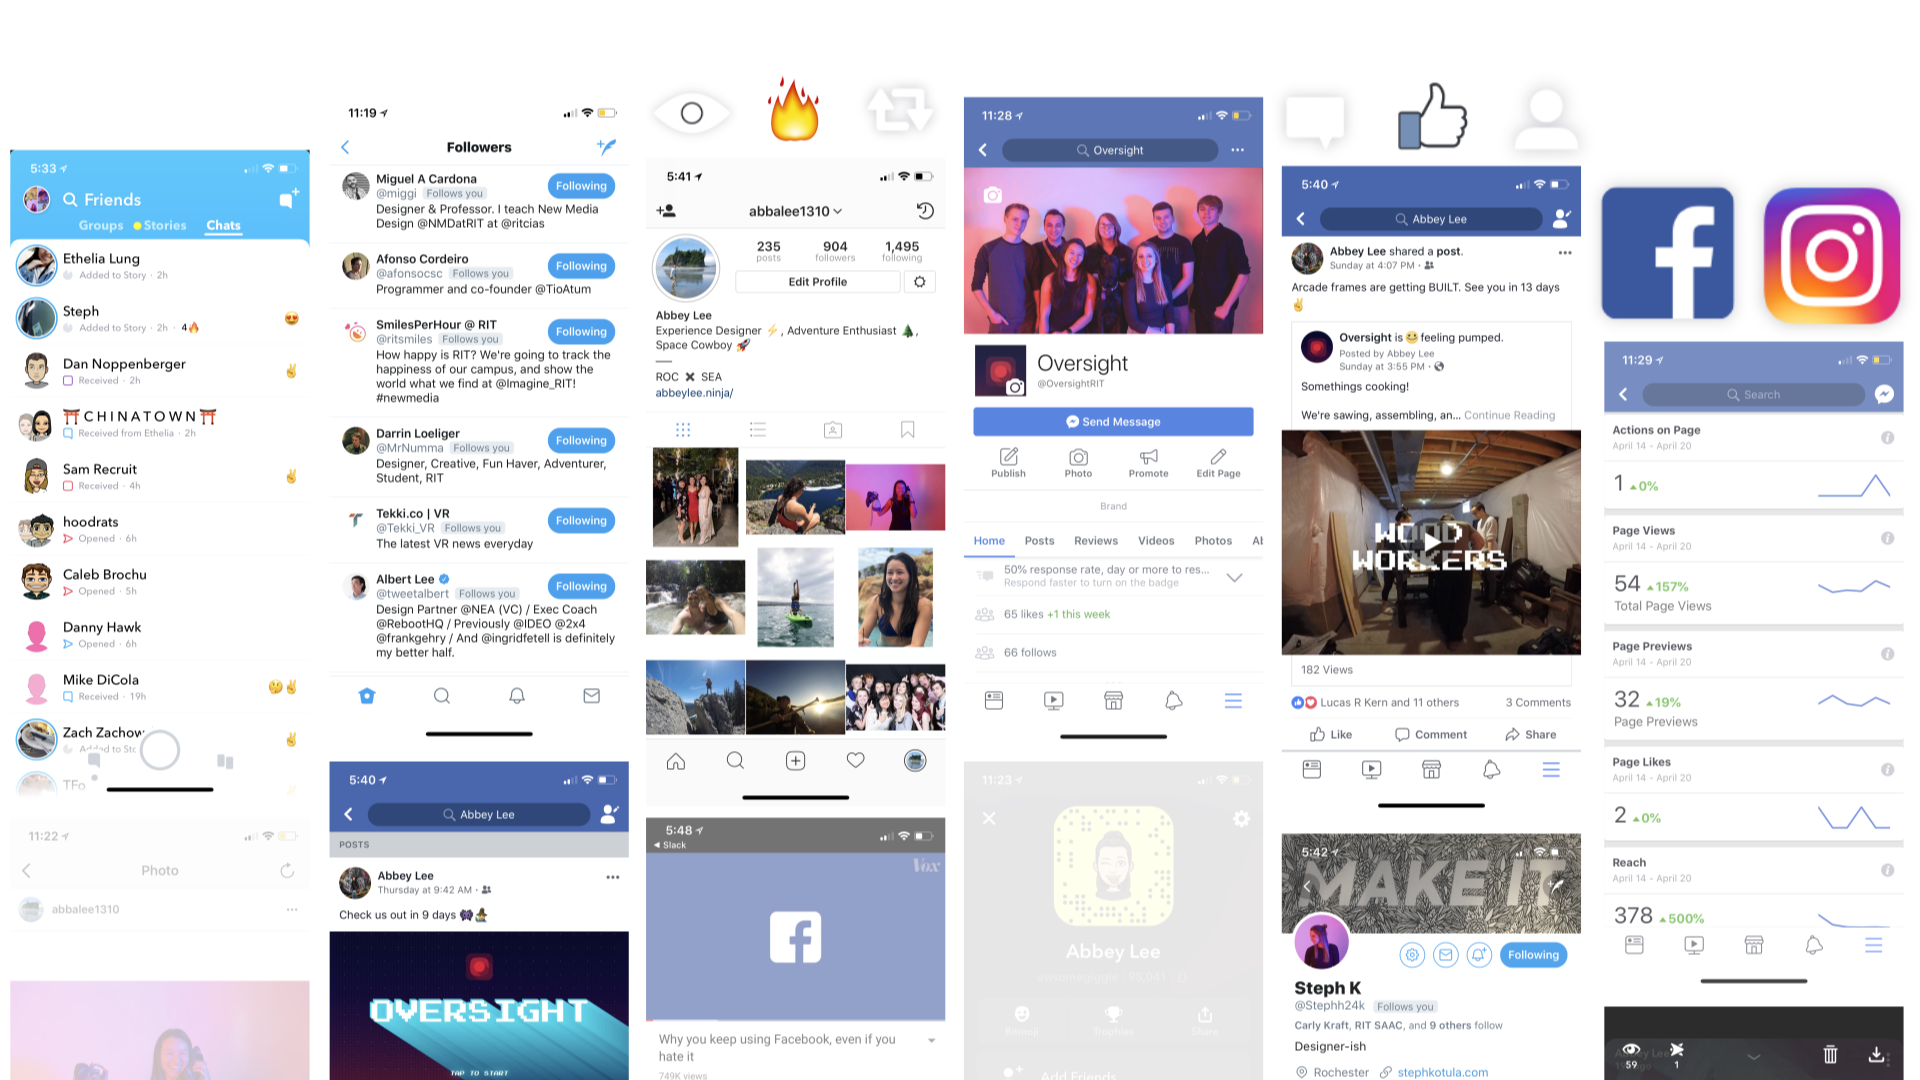 5:33
Friends
Groups Stories Chats
Ethelia Lung
Added to Story · 2h
Steph
Added to Story · 2h · 4🔥
Dan Noppenberger
Received · 2h
⛩CHINATOWN⛩
Received from Ethelia · 2h
Sam Recruit
Received · 4h
hoodrats
Opened · 6h
Caleb Brochu
Opened · 5h
Danny Hawk
Opened · 6h
Mike DiCola
Received · 19h
Zach Zachow
Added to Sto
TFo
11:22
Photo
abbalee1310
11:19
Followers
Miguel A Cardona
@miggi Follows you
Following
Designer & Professor. I teach New Media
Design @NMDatRIT at @ritcias
Afonso Cordeiro
@afonsocsc Follows you
Following
Programmer and co-founder @TioAtum
SmilesPerHour @ RIT
@ritsmiles Follows you
Following
How happy is RIT? We're going to track the
happiness of our campus, and show the
world what we find at @Imagine_RIT!
#newmedia
Darrin Loeliger
@MrNumma Follows you
Following
Designer, Creative, Fun Haver, Adventurer,
Student, RIT
Tekki.co | VR
@Tekki_VR Follows you
Following
The latest VR news everyday
Albert Lee
@tweetalbert Follows you
Following
Design Partner @NEA (VC) / Exec Coach
@RebootHQ / Previously @IDEO @2x4
@frankgehry / And @ingridfetell is definitely
my better half.
5:40
Abbey Lee
POSTS
Abbey Lee
Thursday at 9:42 AM
Check us out in 9 days
OVERSIGHT
TAP TO START
5:41
abbalee1310
235 904 1,495
posts followers following
Edit Profile
Abbey Lee
Experience Designer ⚡, Adventure Enthusiast 🌲,
Space Cowboy 🚀
ROC ✖ SEA
abbeylee.ninja/
5:48
Slack
Vox
Why you keep using Facebook, even if you
hate it
749K views
11:28
Oversight
Oversight
@OversightRIT
Send Message
Publish Photo Promote Edit Page
Brand
Home Posts Reviews Videos Photos Al
50% response rate, day or more to res...
Respond faster to turn on the badge
65 likes +1 this week
66 follows
11:23
Abbey Lee
Bitmoji Trophies Share
Add Friends
5:40
Abbey Lee
Abbey Lee shared a post.
Sunday at 4:07 PM
Arcade frames are getting BUILT. See you in 13 days
✌
Oversight is 😀 feeling pumped.
Posted by Abbey Lee
Sunday at 3:55 PM
Somethings cooking!
We're sawing, assembling, an... Continue Reading
WOOD
WORKERS
182 Views
Lucas R Kern and 11 others 3 Comments
Like Comment Share
5:42
MAKE IT
Following
Steph K
@Stephh24k Follows you
Carly Kraft, RIT SAAC, and 9 others follow
Designer-ish
Rochester stephkotula.com
11:29
Search
Actions on Page
April 14 - April 20
1 0%
Page Views
April 14 - April 20
54 157%
Total Page Views
Page Previews
April 14 - April 20
32 19%
Page Previews
Page Likes
April 14 - April 20
2 0%
Reach
April 14 - April 20
378 500%
59 1